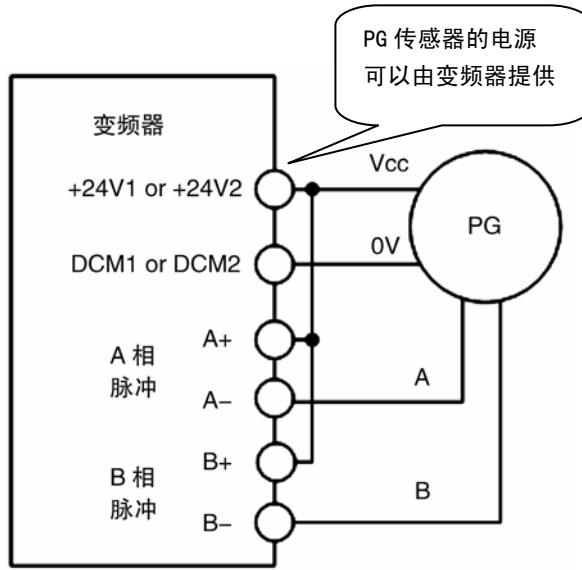 PG 传感器的电源
可以由变频器提供
变频器
+24V1 or +24V2
Vcc
PG
DCM1 or DCM2
0V
A+
A 相
脉冲
A−
A
B+
B 相
脉冲
B−
B